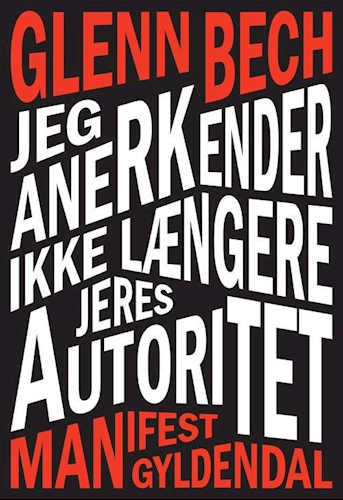 GLENN BECH
JEG
ANERKENDER
IKKE LÆNGERE
JERES
AUTORITET
MANIFEST
GYLDENDAL